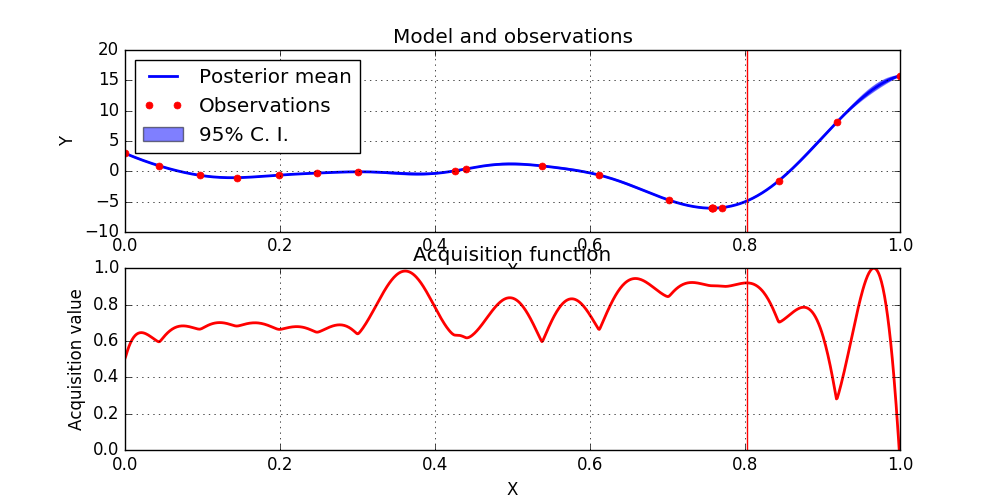 Model and observations
Y
20
15
10
5
0
−5
−10
Posterior mean
Observations
95% C. I.
0.0 0.2 0.4 0.6 0.8 1.0
X
Acquisition function
Acquisition value
1.0
0.8
0.6
0.4
0.2
0.0
0.0 0.2 0.4 0.6 0.8 1.0
X